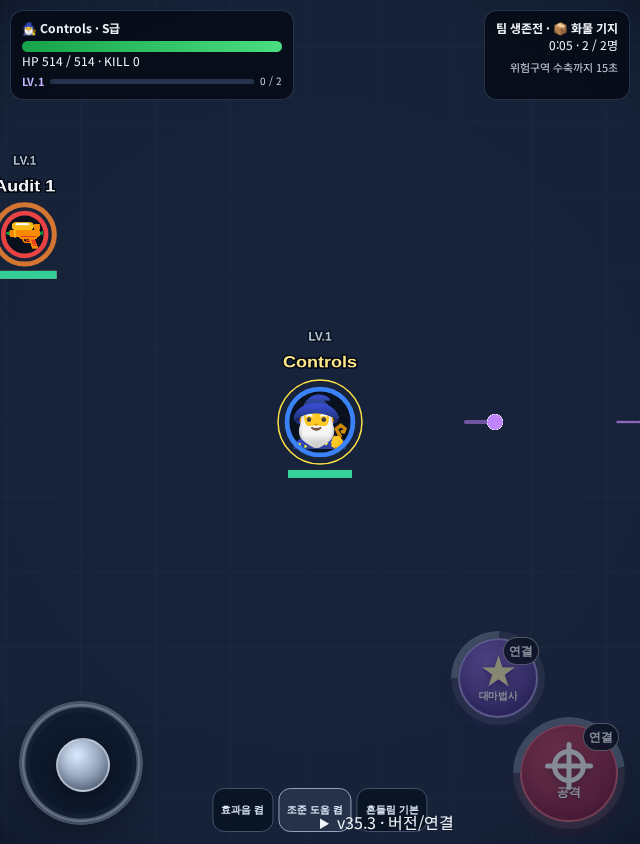 🧙‍♂️ Controls · S급
HP 514 / 514 · KILL 0
LV.1
0 / 2
팀 생존전 · 📦 화물 기지
0:05 · 2 / 2명
위험구역 수축까지 15초
LV.1
Audit 1
LV.1
Controls
연결
대마법사
연결
공격
효과음 켬
조준 도움 켬
흔들림 기본
▶ v35.3 · 버전/연결